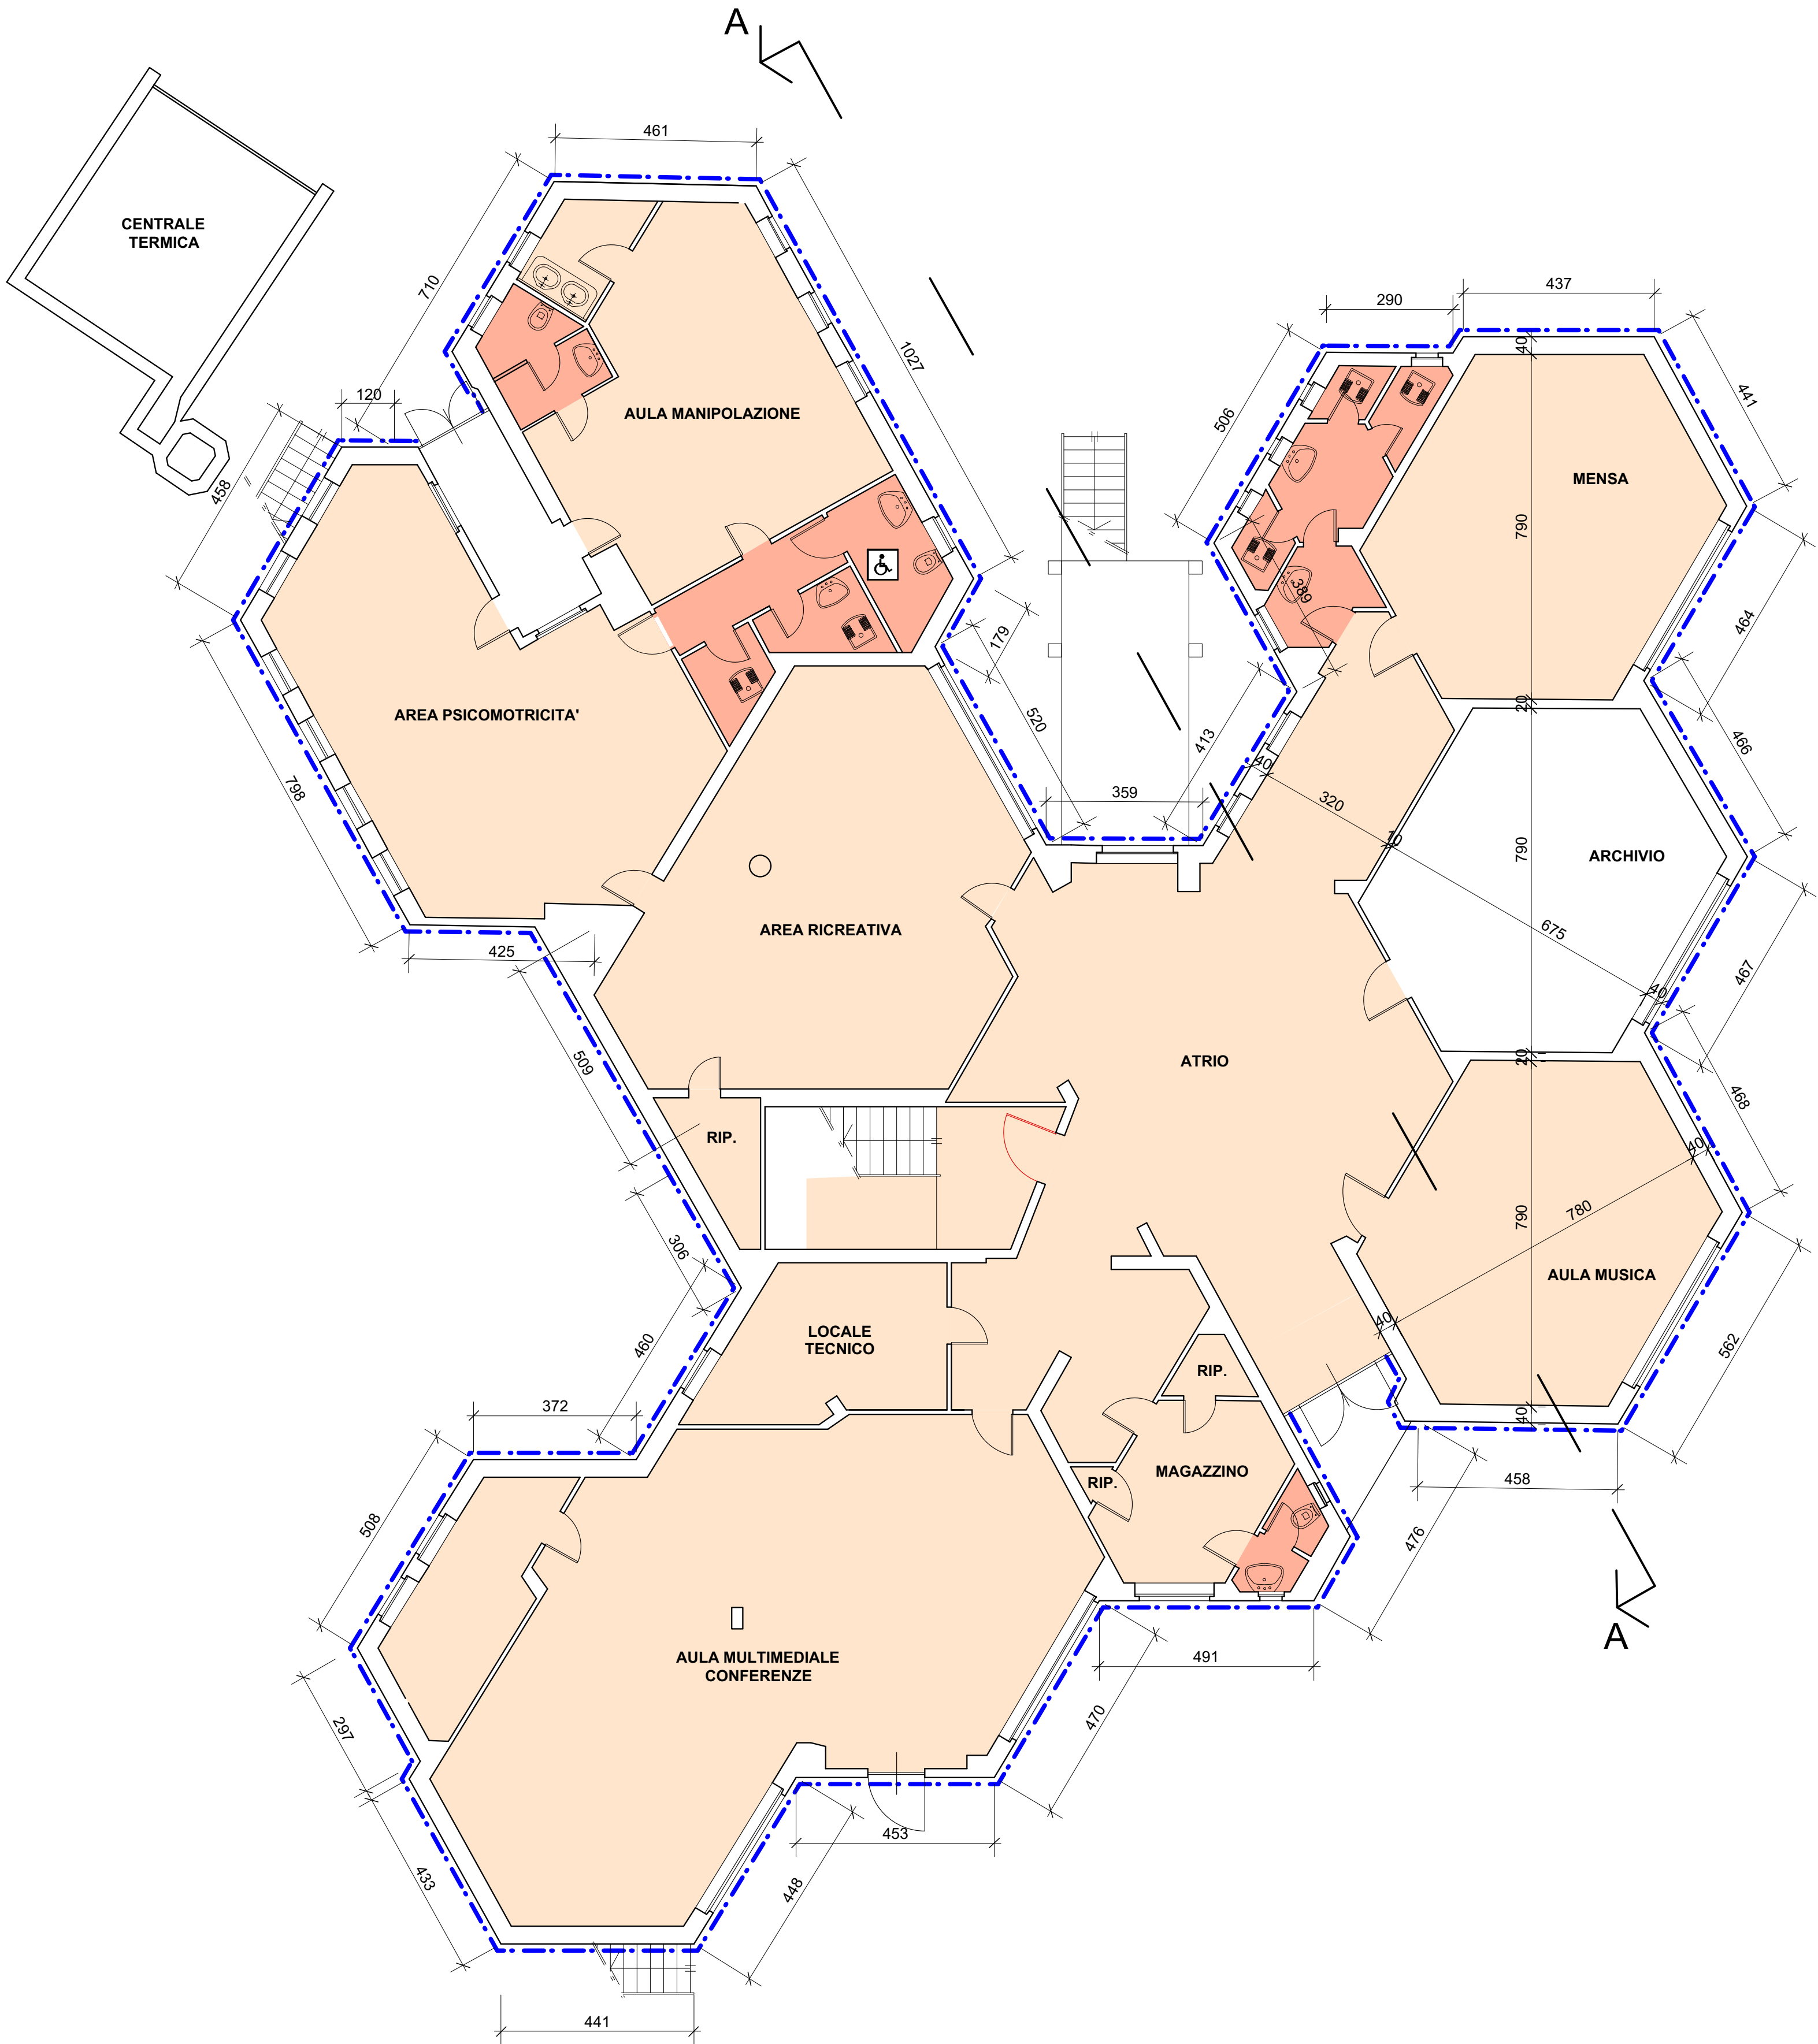 A
461
CENTRALE
TERMICA
710
1027
290
437
40
441
120
506
AULA MANIPOLAZIONE
458
MENSA
790
389
464
179
520
AREA PSICOMOTRICITA'
413
20
466
40
798
359
320
10
790
ARCHIVIO
AREA RICREATIVA
675
425
467
40
509
ATRIO
20
468
RIP.
40
306
790
780
AULA MUSICA
LOCALE
TECNICO
40
460
562
RIP.
372
40
MAGAZZINO
RIP.
458
508
476
A
AULA MULTIMEDIALE
CONFERENZE
491
297
470
453
433
448
441